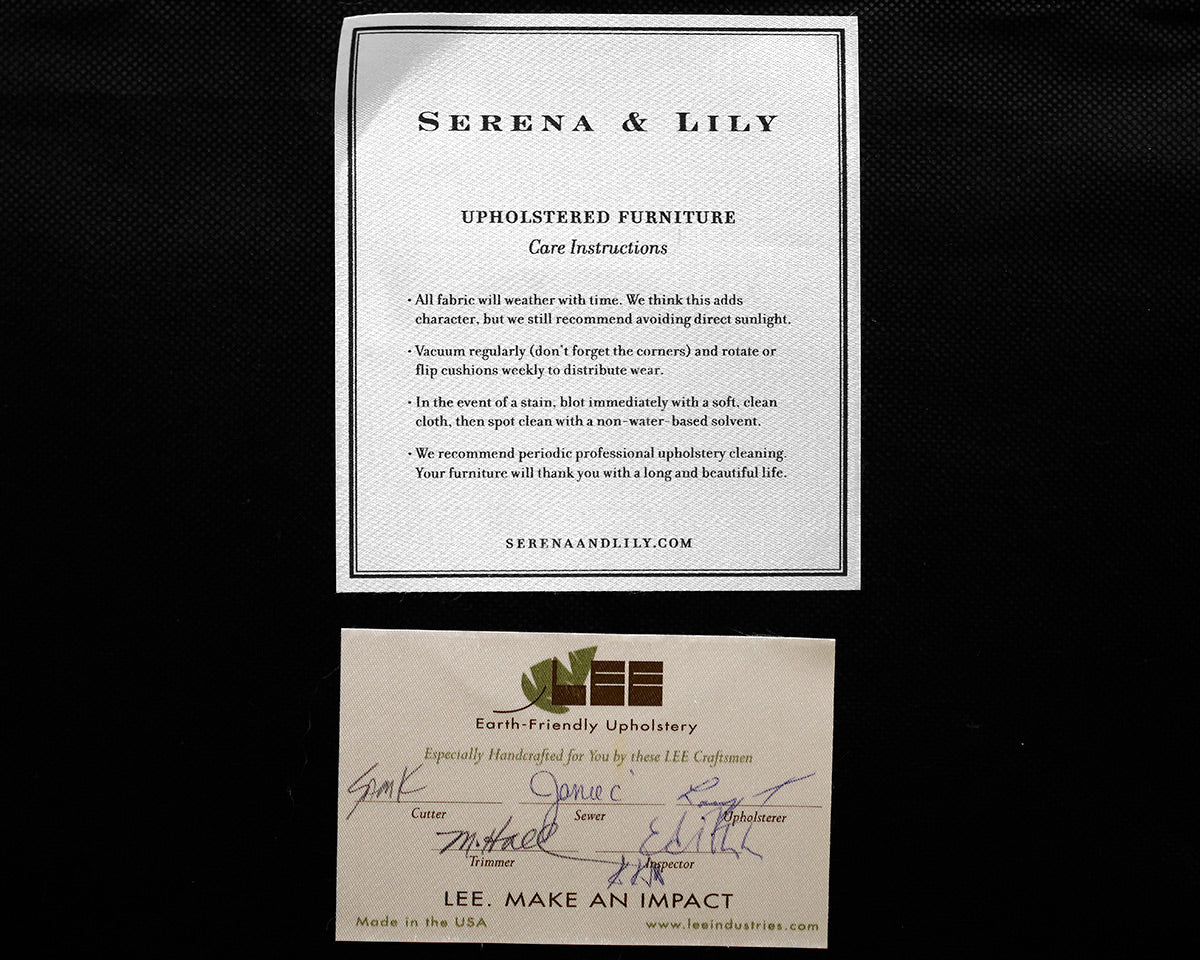 SERENA & LILY
UPHOLSTERED FURNITURE
Care Instructions
• All fabric will weather with time. We think this adds
character, but we still recommend avoiding direct sunlight.
• Vacuum regularly (don't forget the corners) and rotate or
flip cushions weekly to distribute wear.
• In the event of a stain, blot immediately with a soft, clean
cloth, then spot clean with a non-water-based solvent.
• We recommend periodic professional upholstery cleaning.
Your furniture will thank you with a long and beautiful life.
SERENAANDLILY.COM
LEE
Earth-Friendly Upholstery
Especially Handcrafted for You by these LEE Craftsmen
Cutter Sewer Upholsterer
M. Hall Edith
Trimmer Inspector
LEE. MAKE AN IMPACT
Made in the USA www.leeindustries.com